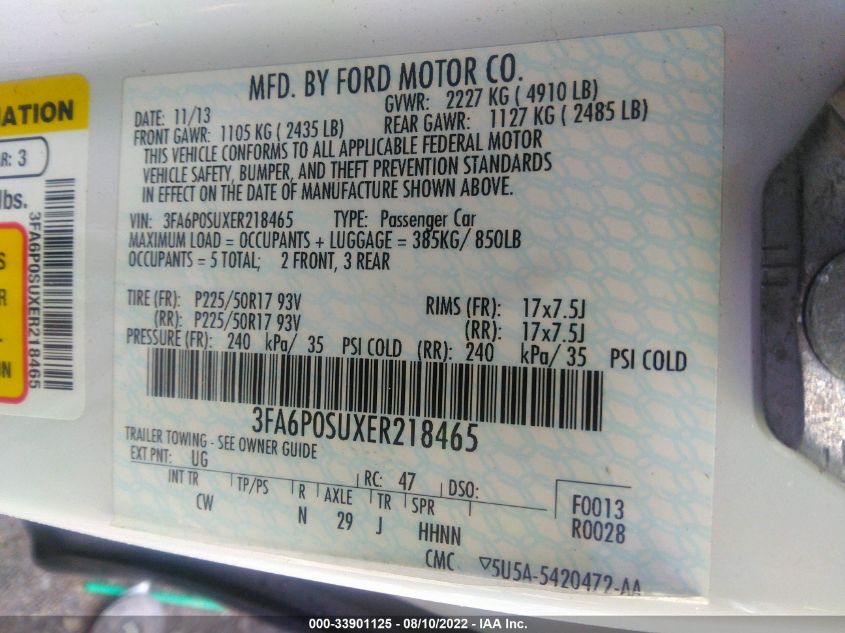 MFD. BY FORD MOTOR CO.
DATE: 11/13 GVWR: 2227 KG ( 4910 LB)
FRONT GAWR: 1105 KG ( 2435 LB) REAR GAWR: 1127 KG ( 2485 LB)
THIS VEHICLE CONFORMS TO ALL APPLICABLE FEDERAL MOTOR
VEHICLE SAFETY, BUMPER, AND THEFT PREVENTION STANDARDS
IN EFFECT ON THE DATE OF MANUFACTURE SHOWN ABOVE.
VIN: 3FA6P0SUXER218465 TYPE: Passenger Car
MAXIMUM LOAD = OCCUPANTS + LUGGAGE = 385KG/ 850LB
OCCUPANTS = 5 TOTAL; 2 FRONT, 3 REAR
TIRE (FR): P225/50R17 93V RIMS (FR): 17x7.5J
(RR): P225/50R17 93V (RR): 17x7.5J
PRESSURE (FR): 240 kPa/ 35 PSI COLD (RR): 240 kPa/ 35 PSI COLD
3FA6P0SUXER218465
TRAILER TOWING - SEE OWNER GUIDE
EXT PNT: UG RC: 47 DSO:
INT TR TP/PS R AXLE TR SPR F0013
CW N 29 J HHNN R0028
CMC 5U5A-5420472-AA
MATION
AR: 3
lbs.
3FA6P0SUXER218465
S
R
L.
IN
000-33901125 - 08/10/2022 - IAA Inc.